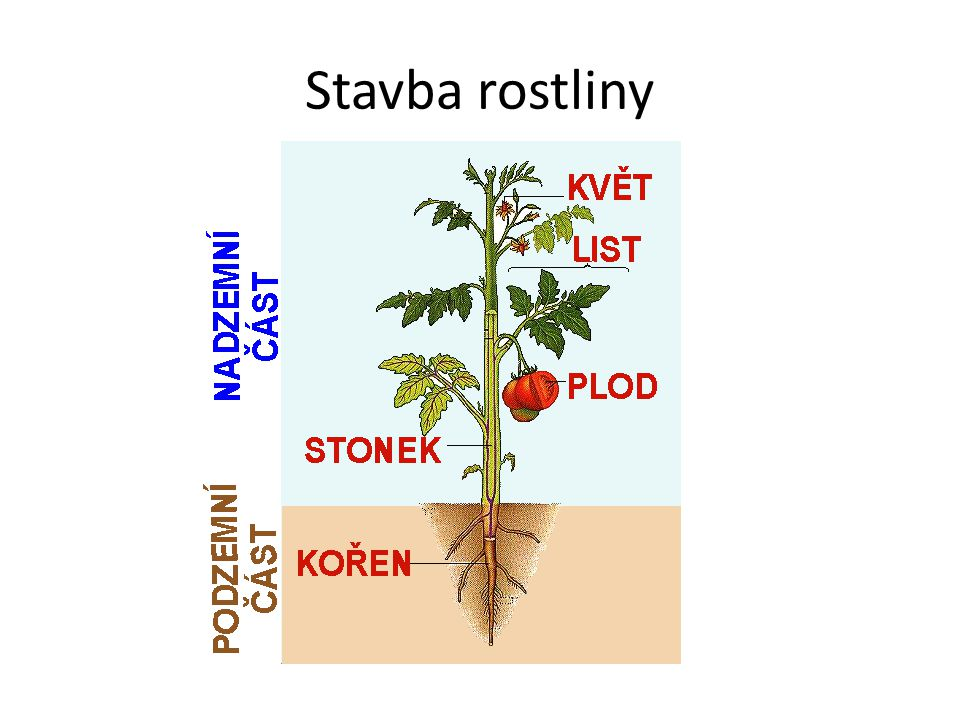 Stavba rostliny
NADZEMNÍ
ČÁST
KVĚT
LIST
PLOD
STONEK
PODZEMNÍ
ČÁST
KOŘEN